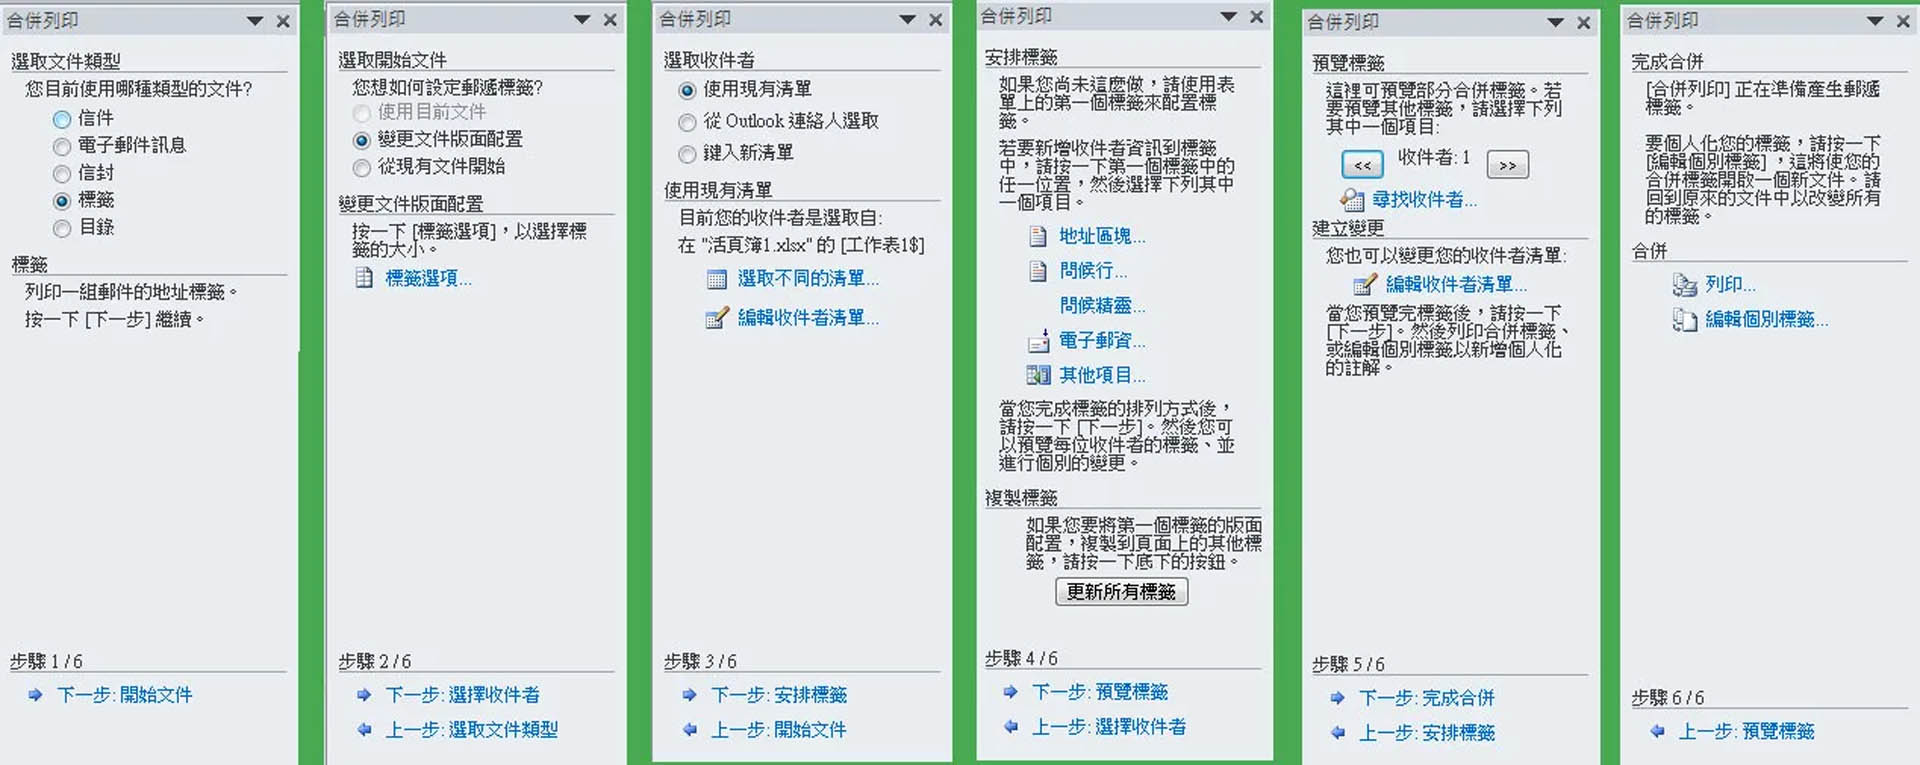 合併列印
選取文件類型
您目前使用哪種類型的文件?
信件
電子郵件訊息
信封
標籤
目錄
標籤
列印一組郵件的地址標籤。
按一下 [下一步] 繼續。
步驟 1 / 6
下一步: 開始文件
合併列印
選取開始文件
您想如何設定郵遞標籤?
使用目前文件
變更文件版面配置
從現有文件開始
變更文件版面配置
按一下 [標籤選項]，以選擇標
籤的大小。
標籤選項...
步驟 2 / 6
下一步: 選擇收件者
上一步: 選取文件類型
合併列印
選取收件者
使用現有清單
從 Outlook 連絡人選取
鍵入新清單
使用現有清單
目前您的收件者是選取自:
在 "活頁簿1.xlsx" 的 [工作表1$]
選取不同的清單...
編輯收件者清單...
步驟 3 / 6
下一步: 安排標籤
上一步: 開始文件
合併列印
安排標籤
如果您尚未這麼做，請使用表
單上的第一個標籤來配置標
籤。
若要新增收件者資訊到標籤
中，請按一下第一個標籤中的
任一位置，然後選擇下列其中
一個項目。
地址區塊...
問候行...
問候精靈...
電子郵資...
其他項目...
當您完成標籤的排列方式後，
請按一下 [下一步]。然後您可
以預覽每位收件者的標籤、並
進行個別的變更。
複製標籤
如果您要將第一個標籤的版面
配置，複製到頁面上的其他標
籤，請按一下底下的按鈕。
更新所有標籤
步驟 4 / 6
下一步: 預覽標籤
上一步: 選擇收件者
合併列印
預覽標籤
這裡可預覽部分合併標籤。若
要預覽其他標籤，請選擇下列
其中一個項目:
<< 收件者: 1 >>
尋找收件者...
建立變更
您也可以變更您的收件者清單:
編輯收件者清單...
當您預覽完標籤後，請按一下
[下一步]。然後列印合併標籤、
或編輯個別標籤以新增個人化
的註解。
步驟 5 / 6
下一步: 完成合併
上一步: 安排標籤
合併列印
完成合併
[合併列印] 正在準備產生郵遞
標籤。
要個人化您的標籤，請按一下
[編輯個別標籤]，這將使您的
合併標籤開啟一個新文件。請
回到原來的文件中以改變所有
的標籤。
合併
列印...
編輯個別標籤...
步驟 6 / 6
上一步: 預覽標籤